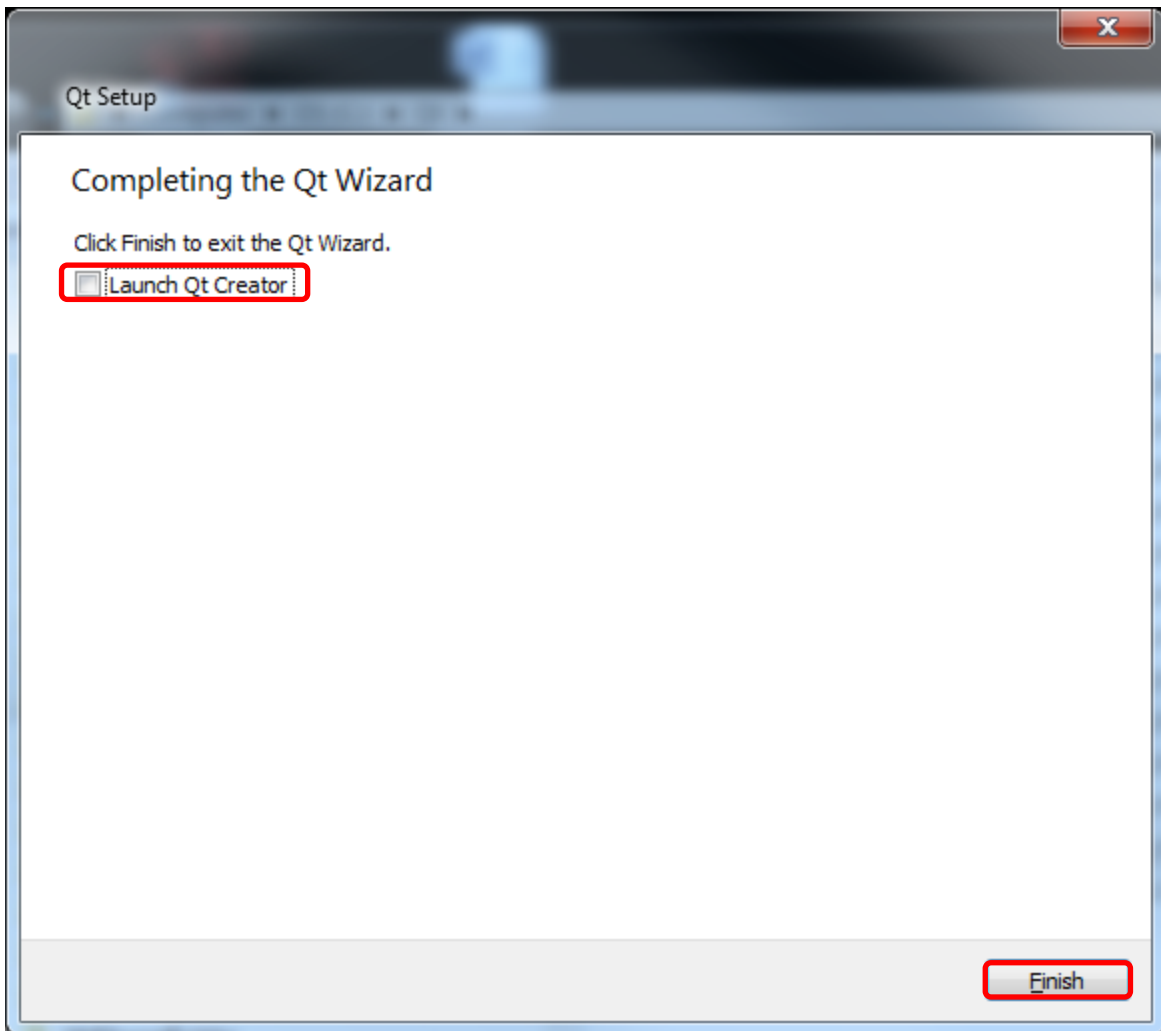 Qt Setup
Completing the Qt Wizard
Click Finish to exit the Qt Wizard.
Launch Qt Creator
Finish